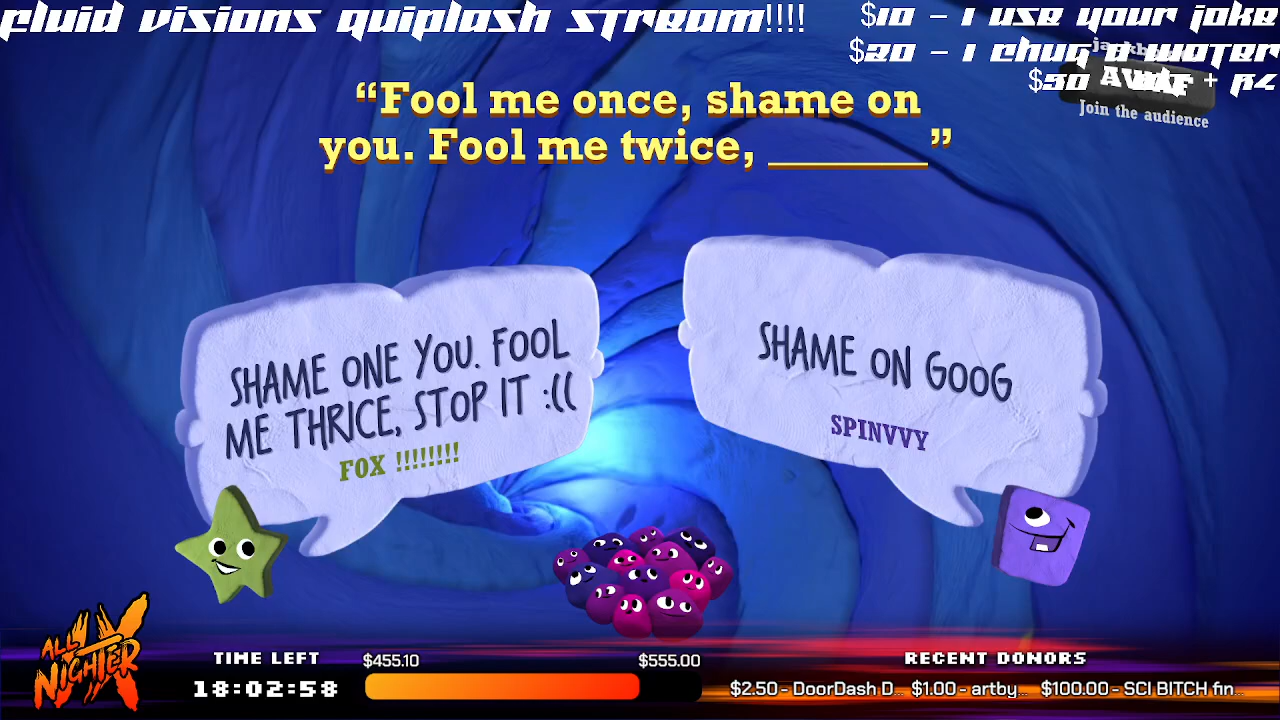 fluid visions quiplash stream!!!!
$10 - i use your joke
$20 - i chug a water
$50
Join the audience
“Fool me once, shame on
you. Fool me twice, _______”
SHAME ONE YOU. FOOL
ME THRICE, STOP IT :((
FOX !!!!!!!!
SHAME ON GOOG
SPINVVY
ALL
NIGHTER
X
TIME LEFT
18:02:58
$455.10
$555.00
RECENT DONORS
$2.50 - DoorDash D... $1.00 - artby... $100.00 - SCI BITCH fin...